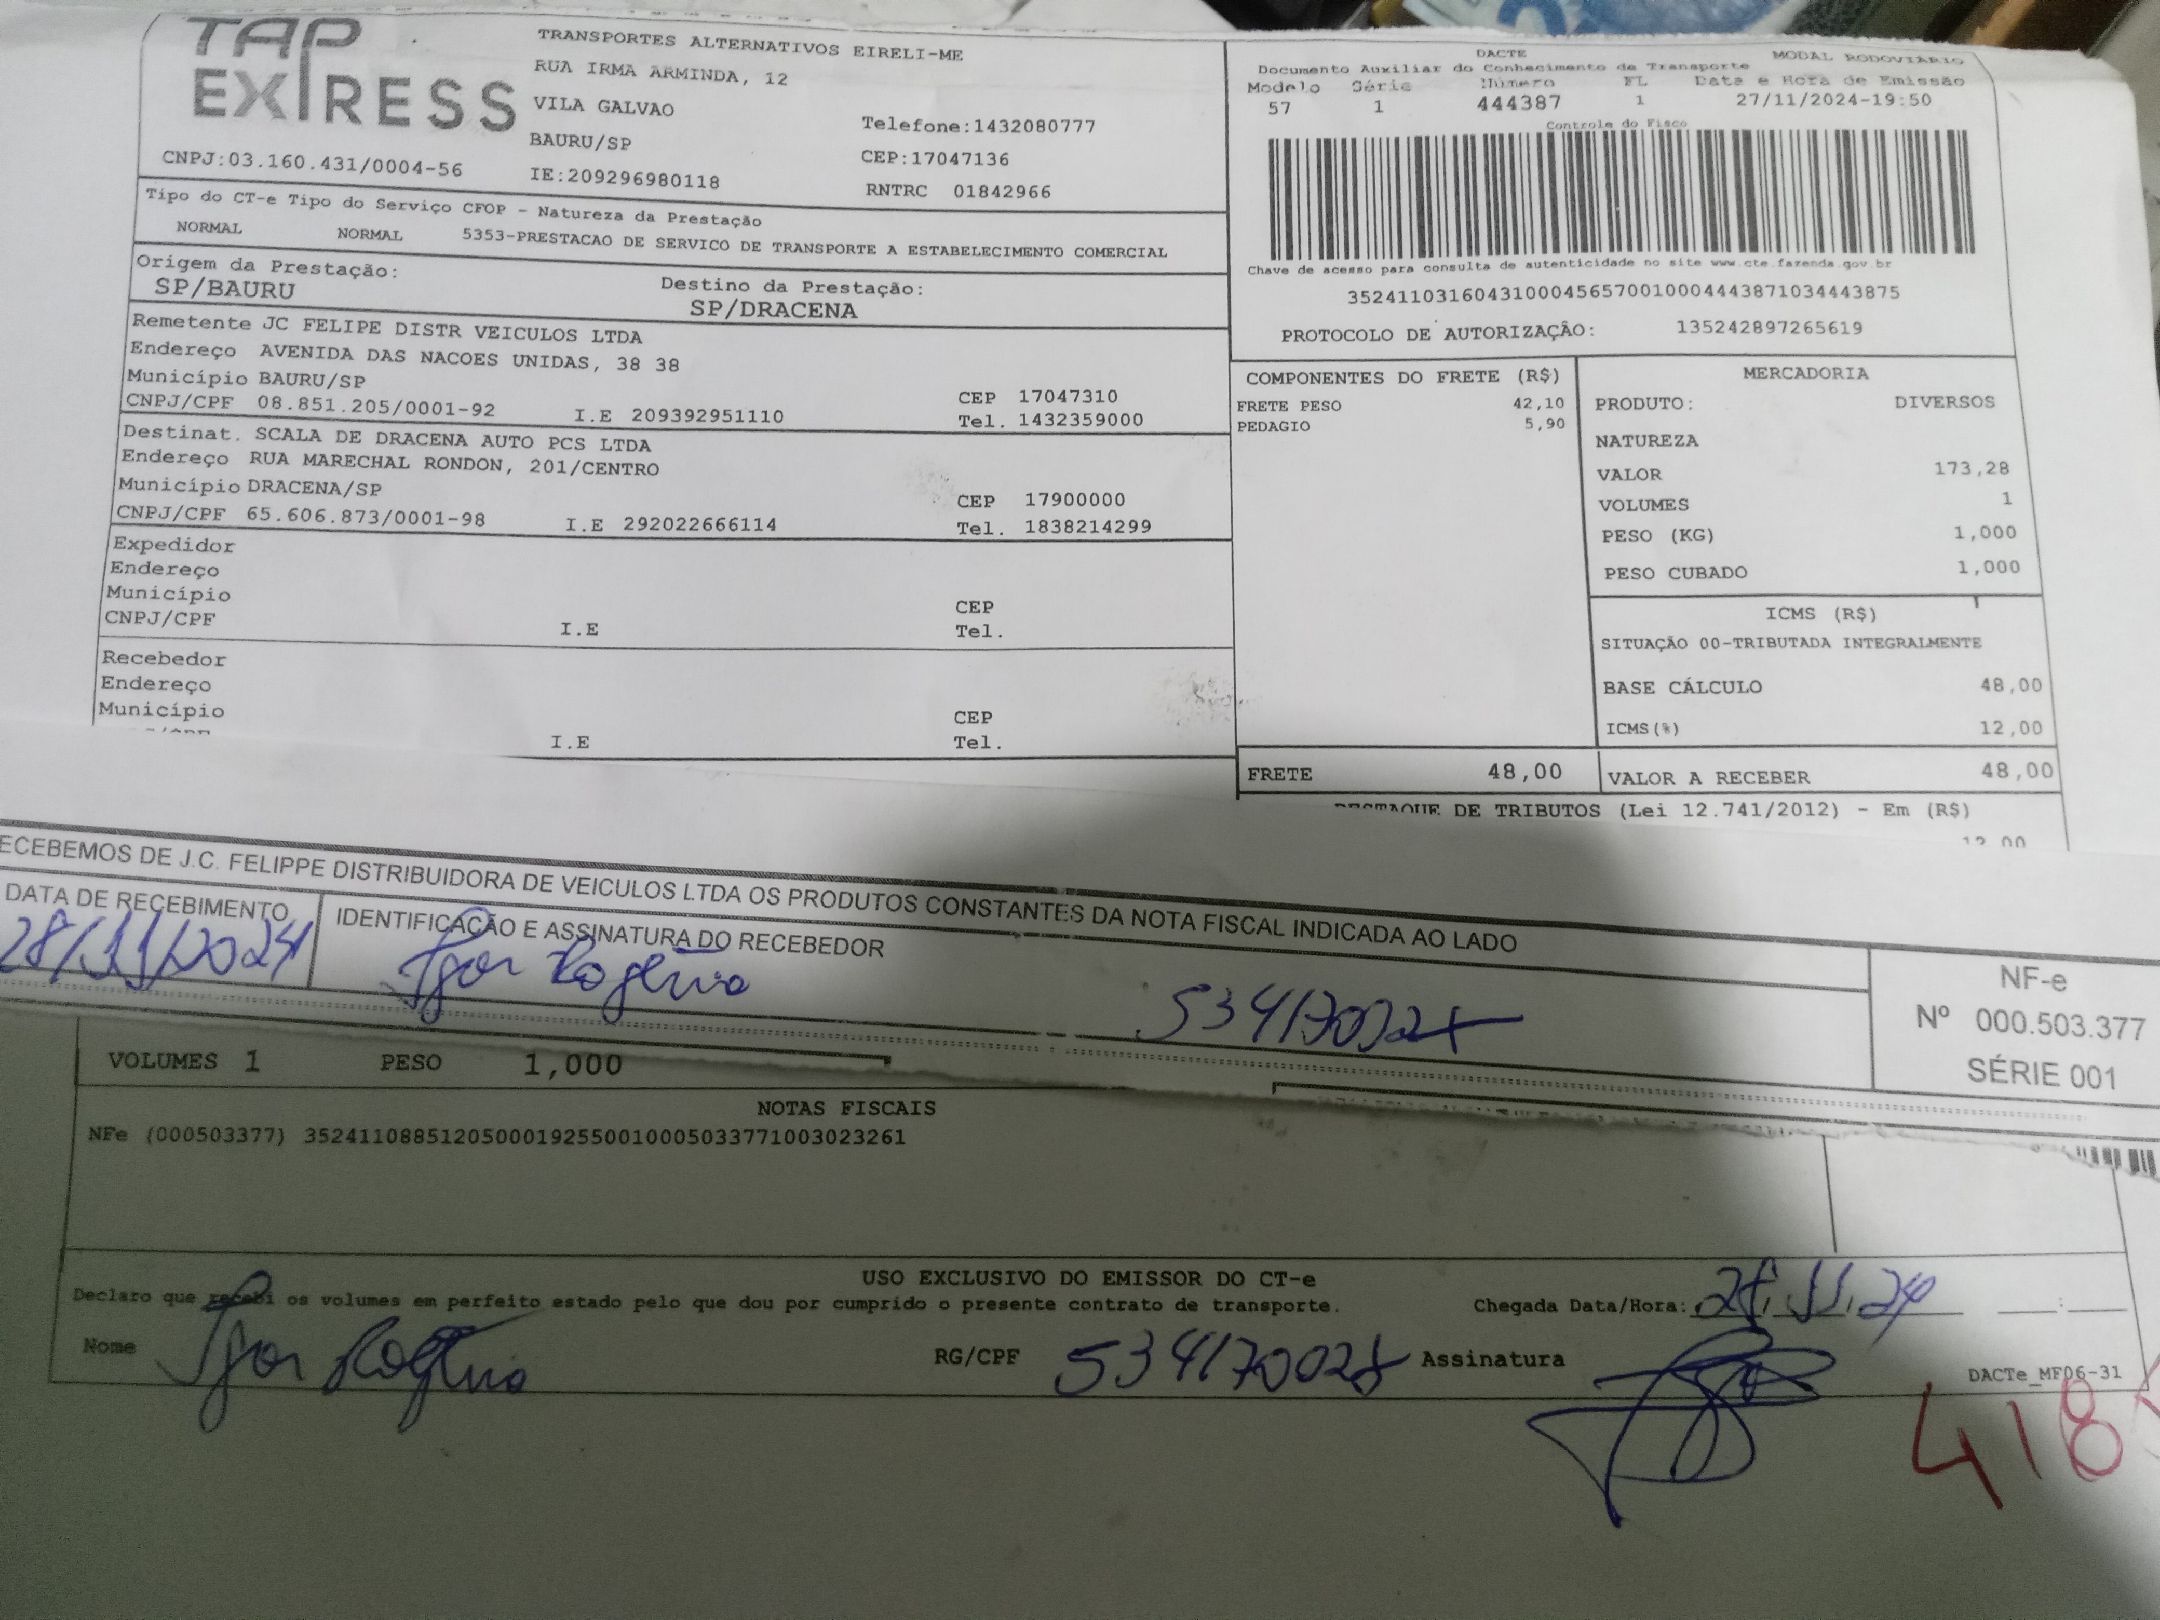 TAP EXPRESS
CNPJ:03.160.431/0004-56
TRANSPORTES ALTERNATIVOS EIRELI-ME
RUA IRMA ARMINDA, 12
VILA GALVAO
BAURU/SP
IE:209296980118
Telefone:1432080777
CEP:17047136
RNTRC 01842966
DACTE MODAL RODOVIÁRIO
Documento Auxiliar do Conhecimento de Transporte
Modelo Série Número FL Data e Hora de Emissão
57 1 444387 1 27/11/2024-19:50
Controle do Fisco
Chave de acesso para consulta de autenticidade no site www.cte.fazenda.gov.br
35241103160431000456570010004443871034443875
PROTOCOLO DE AUTORIZAÇÃO: 135242897265619
Tipo do CT-e Tipo do Serviço CFOP - Natureza da Prestação
NORMAL NORMAL 5353-PRESTACAO DE SERVICO DE TRANSPORTE A ESTABELECIMENTO COMERCIAL
Origem da Prestação: Destino da Prestação:
SP/BAURU SP/DRACENA
Remetente JC FELIPE DISTR VEICULOS LTDA
Endereço AVENIDA DAS NACOES UNIDAS, 38 38
Município BAURU/SP CEP 17047310
CNPJ/CPF 08.851.205/0001-92 I.E 209392951110 Tel. 1432359000
Destinat. SCALA DE DRACENA AUTO PCS LTDA
Endereço RUA MARECHAL RONDON, 201/CENTRO
Município DRACENA/SP CEP 17900000
CNPJ/CPF 65.606.873/0001-98 I.E 292022666114 Tel. 1838214299
Expedidor
Endereço
Município CEP
CNPJ/CPF I.E Tel.
Recebedor
Endereço
Município CEP
I.E Tel.
COMPONENTES DO FRETE (R$)
FRETE PESO 42,10
PEDAGIO 5,90
FRETE 48,00
MERCADORIA
PRODUTO: DIVERSOS
NATUREZA
VALOR 173,28
VOLUMES 1
PESO (KG) 1,000
PESO CUBADO 1,000
ICMS (R$)
SITUAÇÃO 00-TRIBUTADA INTEGRALMENTE
BASE CÁLCULO 48,00
ICMS(%) 12,00
VALOR A RECEBER 48,00
DESTAQUE DE TRIBUTOS (Lei 12.741/2012) - Em (R$)
ECEBEMOS DE J.C. FELIPPE DISTRIBUIDORA DE VEICULOS LTDA OS PRODUTOS CONSTANTES DA NOTA FISCAL INDICADA AO LADO
DATA DE RECEBIMENTO IDENTIFICAÇÃO E ASSINATURA DO RECEBEDOR
28/11/2024 Igor Rogério 534170028
NF-e
Nº 000.503.377
SÉRIE 001
VOLUMES 1 PESO 1,000
NOTAS FISCAIS
NFe (000503377) 35241108851205000192550010005033771003023261
USO EXCLUSIVO DO EMISSOR DO CT-e
Declaro que recebi os volumes em perfeito estado pelo que dou por cumprido o presente contrato de transporte. Chegada Data/Hora: 28.11.24
Nome Igor Rogério RG/CPF 534170028 Assinatura
DACTe_MF06-31
418